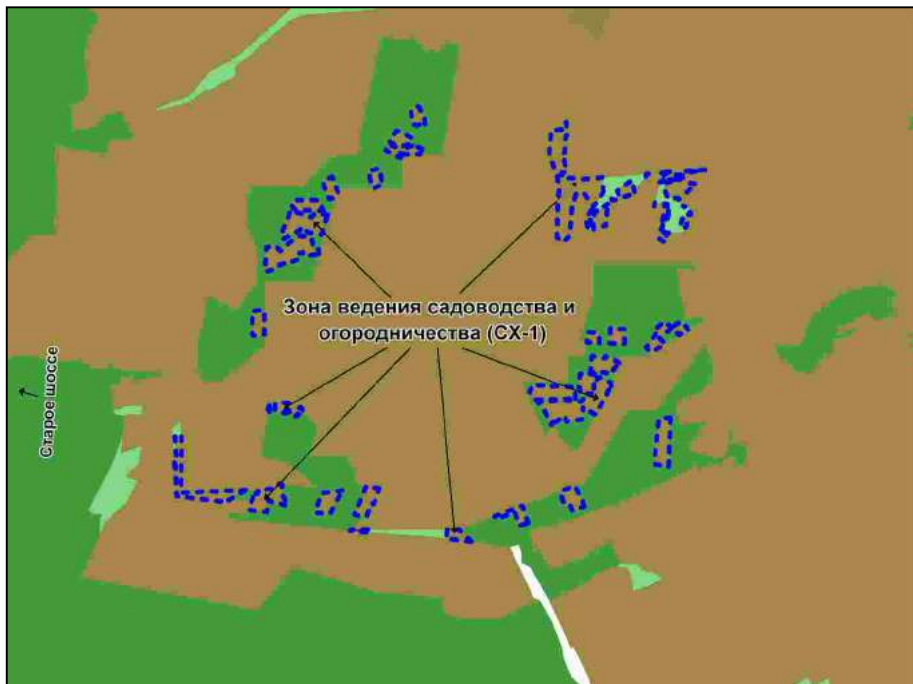 Зона ведения садоводства и
огородничества (СХ-1)
Старое шоссе